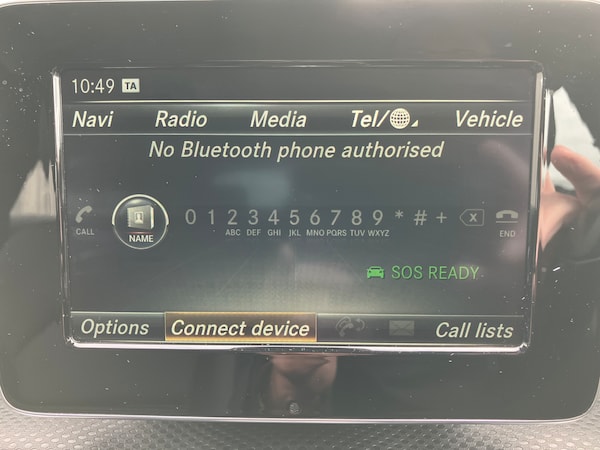 10:49 TA
Navi Radio Media Tel/ Vehicle
No Bluetooth phone authorised
CALL NAME 0 1 2 3 4 5 6 7 8 9 * # + X END
ABC DEF GHI JKL MNO PQRS TUV WXYZ
SOS READY
Options Connect device Call lists